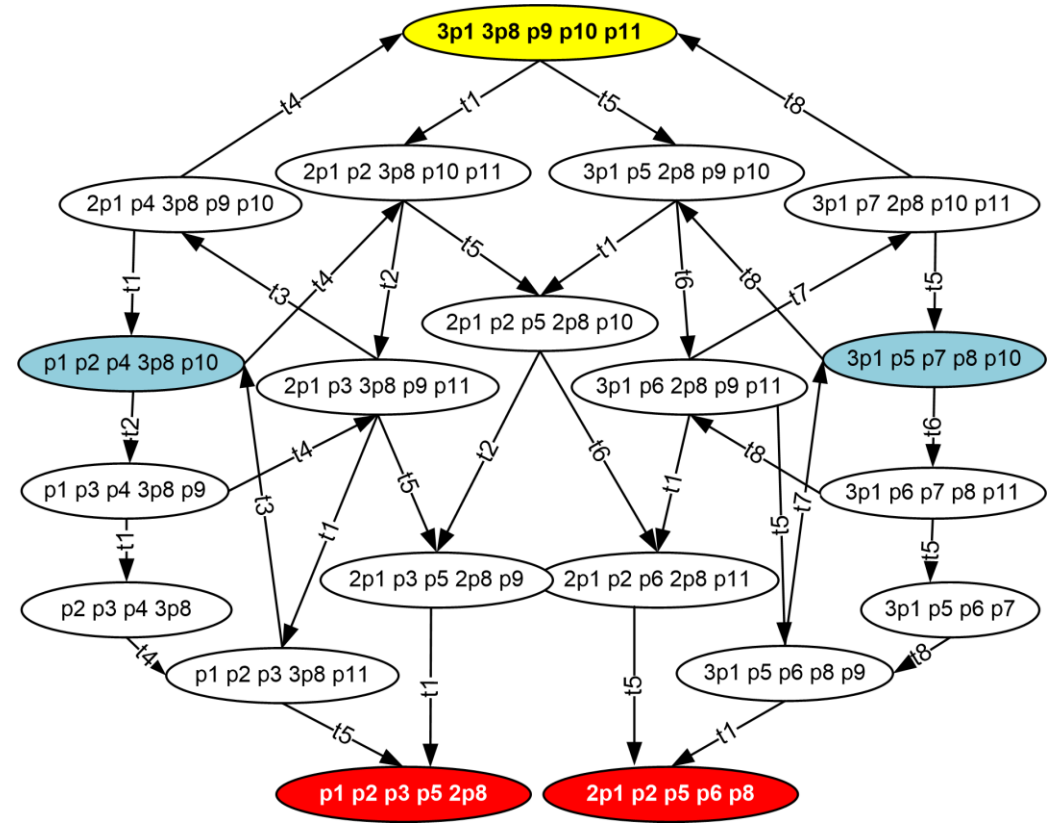 3p1 3p8 p9 p10 p11
t4
t1
t5
t8
2p1 p2 3p8 p10 p11
3p1 p5 2p8 p9 p10
2p1 p4 3p8 p9 p10
3p1 p7 2p8 p10 p11
t1
t4
t3
t2
t5
t1
t6
t7
t8
t5
2p1 p2 p5 2p8 p10
p1 p2 p4 3p8 p10
2p1 p3 3p8 p9 p11
3p1 p6 2p8 p9 p11
3p1 p5 p7 p8 p10
t2
t4
t5
t2
t6
t1
t8
t6
p1 p3 p4 3p8 p9
3p1 p6 p7 p8 p11
t1
t3
t1
t5
t7
t5
2p1 p3 p5 2p8 p9
2p1 p2 p6 2p8 p11
p2 p3 p4 3p8
3p1 p5 p6 p7
t4
t8
p1 p2 p3 3p8 p11
3p1 p5 p6 p8 p9
t5
t1
t5
t1
p1 p2 p3 p5 2p8
2p1 p2 p5 p6 p8